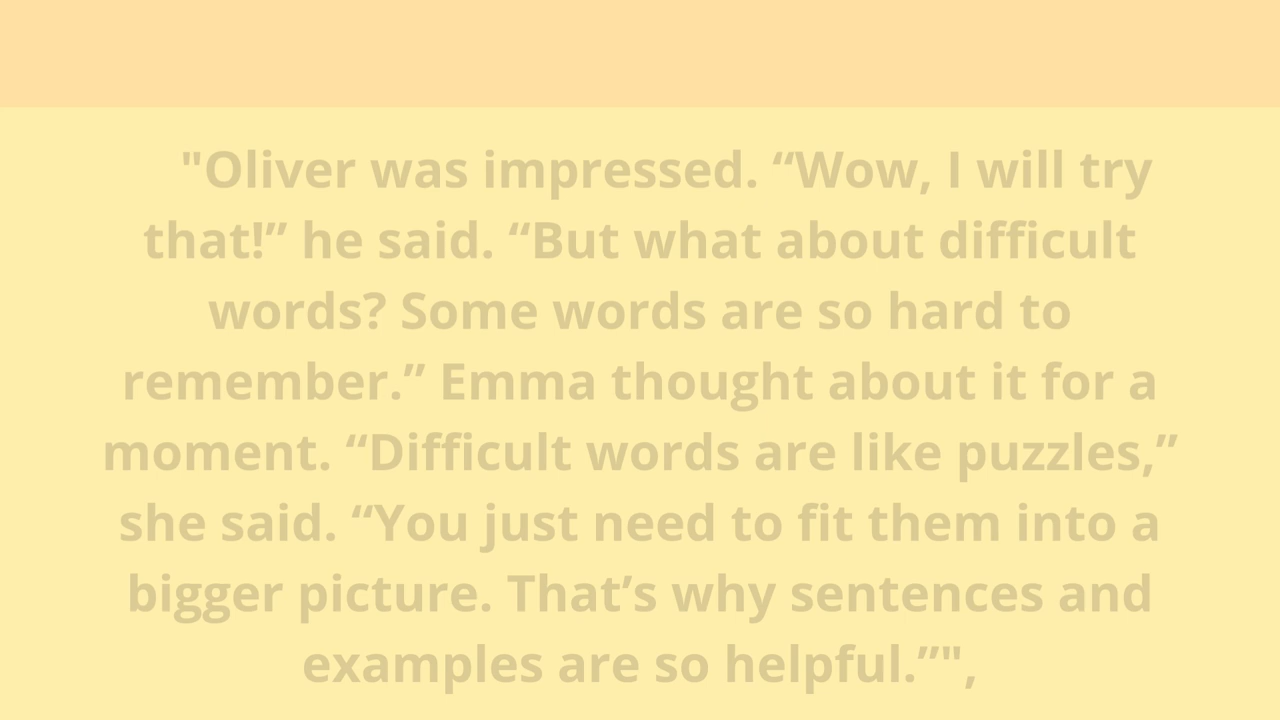 "Oliver was impressed. “Wow, I will try
that!” he said. “But what about difficult
words? Some words are so hard to
remember.” Emma thought about it for a
moment. “Difficult words are like puzzles,”
she said. “You just need to fit them into a
bigger picture. That’s why sentences and
examples are so helpful.”",